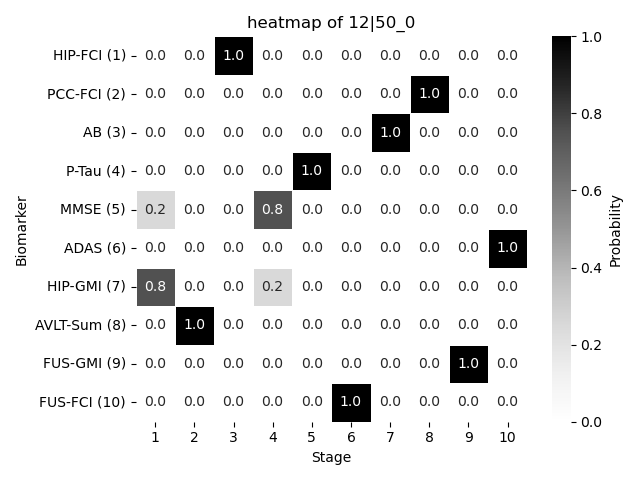 heatmap of 12|50_0
HIP-FCI (1) 0.0 0.0 1.0 0.0 0.0 0.0 0.0 0.0 0.0 0.0
PCC-FCI (2) 0.0 0.0 0.0 0.0 0.0 0.0 0.0 1.0 0.0 0.0
AB (3) 0.0 0.0 0.0 0.0 0.0 0.0 1.0 0.0 0.0 0.0
P-Tau (4) 0.0 0.0 0.0 0.0 1.0 0.0 0.0 0.0 0.0 0.0
MMSE (5) 0.2 0.0 0.0 0.8 0.0 0.0 0.0 0.0 0.0 0.0
ADAS (6) 0.0 0.0 0.0 0.0 0.0 0.0 0.0 0.0 0.0 1.0
HIP-GMI (7) 0.8 0.0 0.0 0.2 0.0 0.0 0.0 0.0 0.0 0.0
AVLT-Sum (8) 0.0 1.0 0.0 0.0 0.0 0.0 0.0 0.0 0.0 0.0
FUS-GMI (9) 0.0 0.0 0.0 0.0 0.0 0.0 0.0 0.0 1.0 0.0
FUS-FCI (10) 0.0 0.0 0.0 0.0 0.0 1.0 0.0 0.0 0.0 0.0
1 2 3 4 5 6 7 8 9 10
Stage
Biomarker
1.0
0.8
0.6
0.4
0.2
0.0
Probability